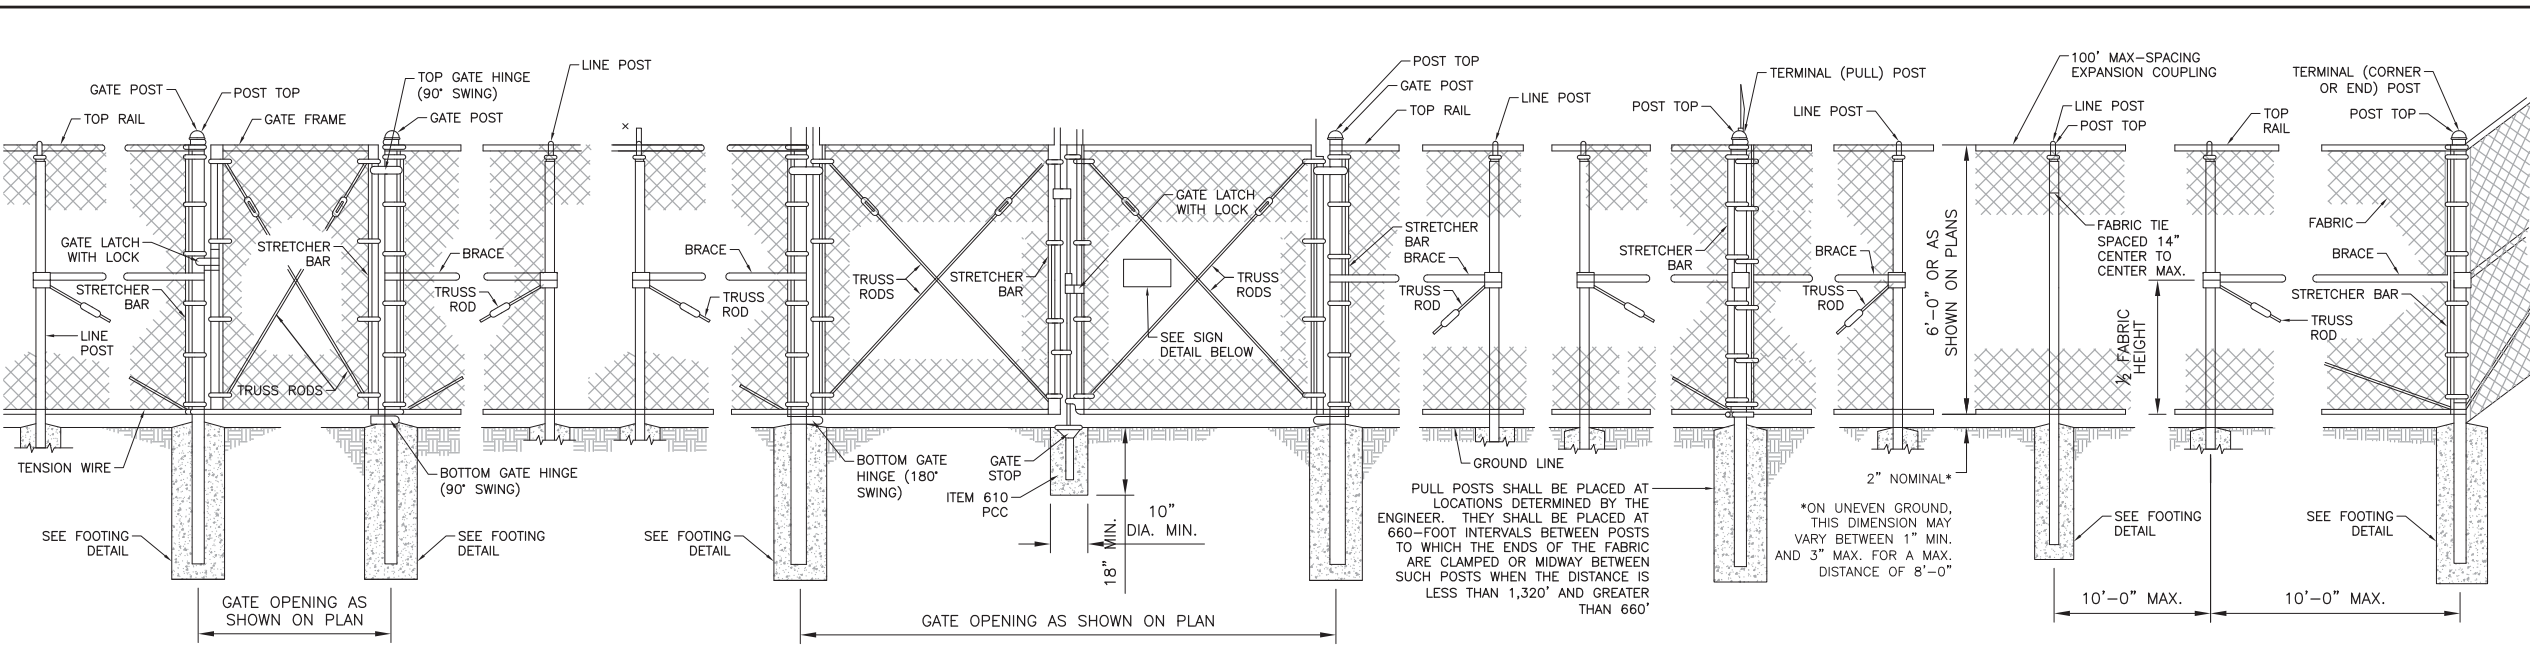 GATE POST
POST TOP
TOP RAIL
GATE FRAME
TOP GATE HINGE
(90° SWING)
GATE POST
LINE POST
GATE LATCH
WITH LOCK
STRETCHER
BAR
STRETCHER
BAR
BRACE
TRUSS
ROD
LINE
POST
TRUSS RODS
TENSION WIRE
BOTTOM GATE HINGE
(90° SWING)
SEE FOOTING
DETAIL
SEE FOOTING
DETAIL
GATE OPENING AS
SHOWN ON PLAN
×
BRACE
TRUSS
ROD
TRUSS
RODS
STRETCHER
BAR
GATE LATCH
WITH LOCK
TRUSS
RODS
SEE SIGN
DETAIL BELOW
BOTTOM GATE
HINGE (180°
SWING)
GATE
STOP
ITEM 610
PCC
18" MIN.
10"
DIA. MIN.
SEE FOOTING
DETAIL
GATE OPENING AS SHOWN ON PLAN
POST TOP
GATE POST
TOP RAIL
LINE POST
STRETCHER
BAR
BRACE
TRUSS
ROD
GROUND LINE
PULL POSTS SHALL BE PLACED AT
LOCATIONS DETERMINED BY THE
ENGINEER. THEY SHALL BE PLACED AT
660-FOOT INTERVALS BETWEEN POSTS
TO WHICH THE ENDS OF THE FABRIC
ARE CLAMPED OR MIDWAY BETWEEN
SUCH POSTS WHEN THE DISTANCE IS
LESS THAN 1,320' AND GREATER
THAN 660'
TERMINAL (PULL) POST
POST TOP
LINE POST
STRETCHER
BAR
BRACE
TRUSS
ROD
6'-0" OR AS
SHOWN ON PLANS
2" NOMINAL*
*ON UNEVEN GROUND,
THIS DIMENSION MAY
VARY BETWEEN 1" MIN.
AND 3" MAX. FOR A MAX.
DISTANCE OF 8'-0"
100' MAX-SPACING
EXPANSION COUPLING
LINE POST
POST TOP
FABRIC TIE
SPACED 14"
CENTER TO
CENTER MAX.
½ FABRIC
HEIGHT
SEE FOOTING
DETAIL
10'-0" MAX.
10'-0" MAX.
TOP
RAIL
TERMINAL (CORNER
OR END) POST
POST TOP
FABRIC
BRACE
STRETCHER BAR
TRUSS
ROD
SEE FOOTING
DETAIL